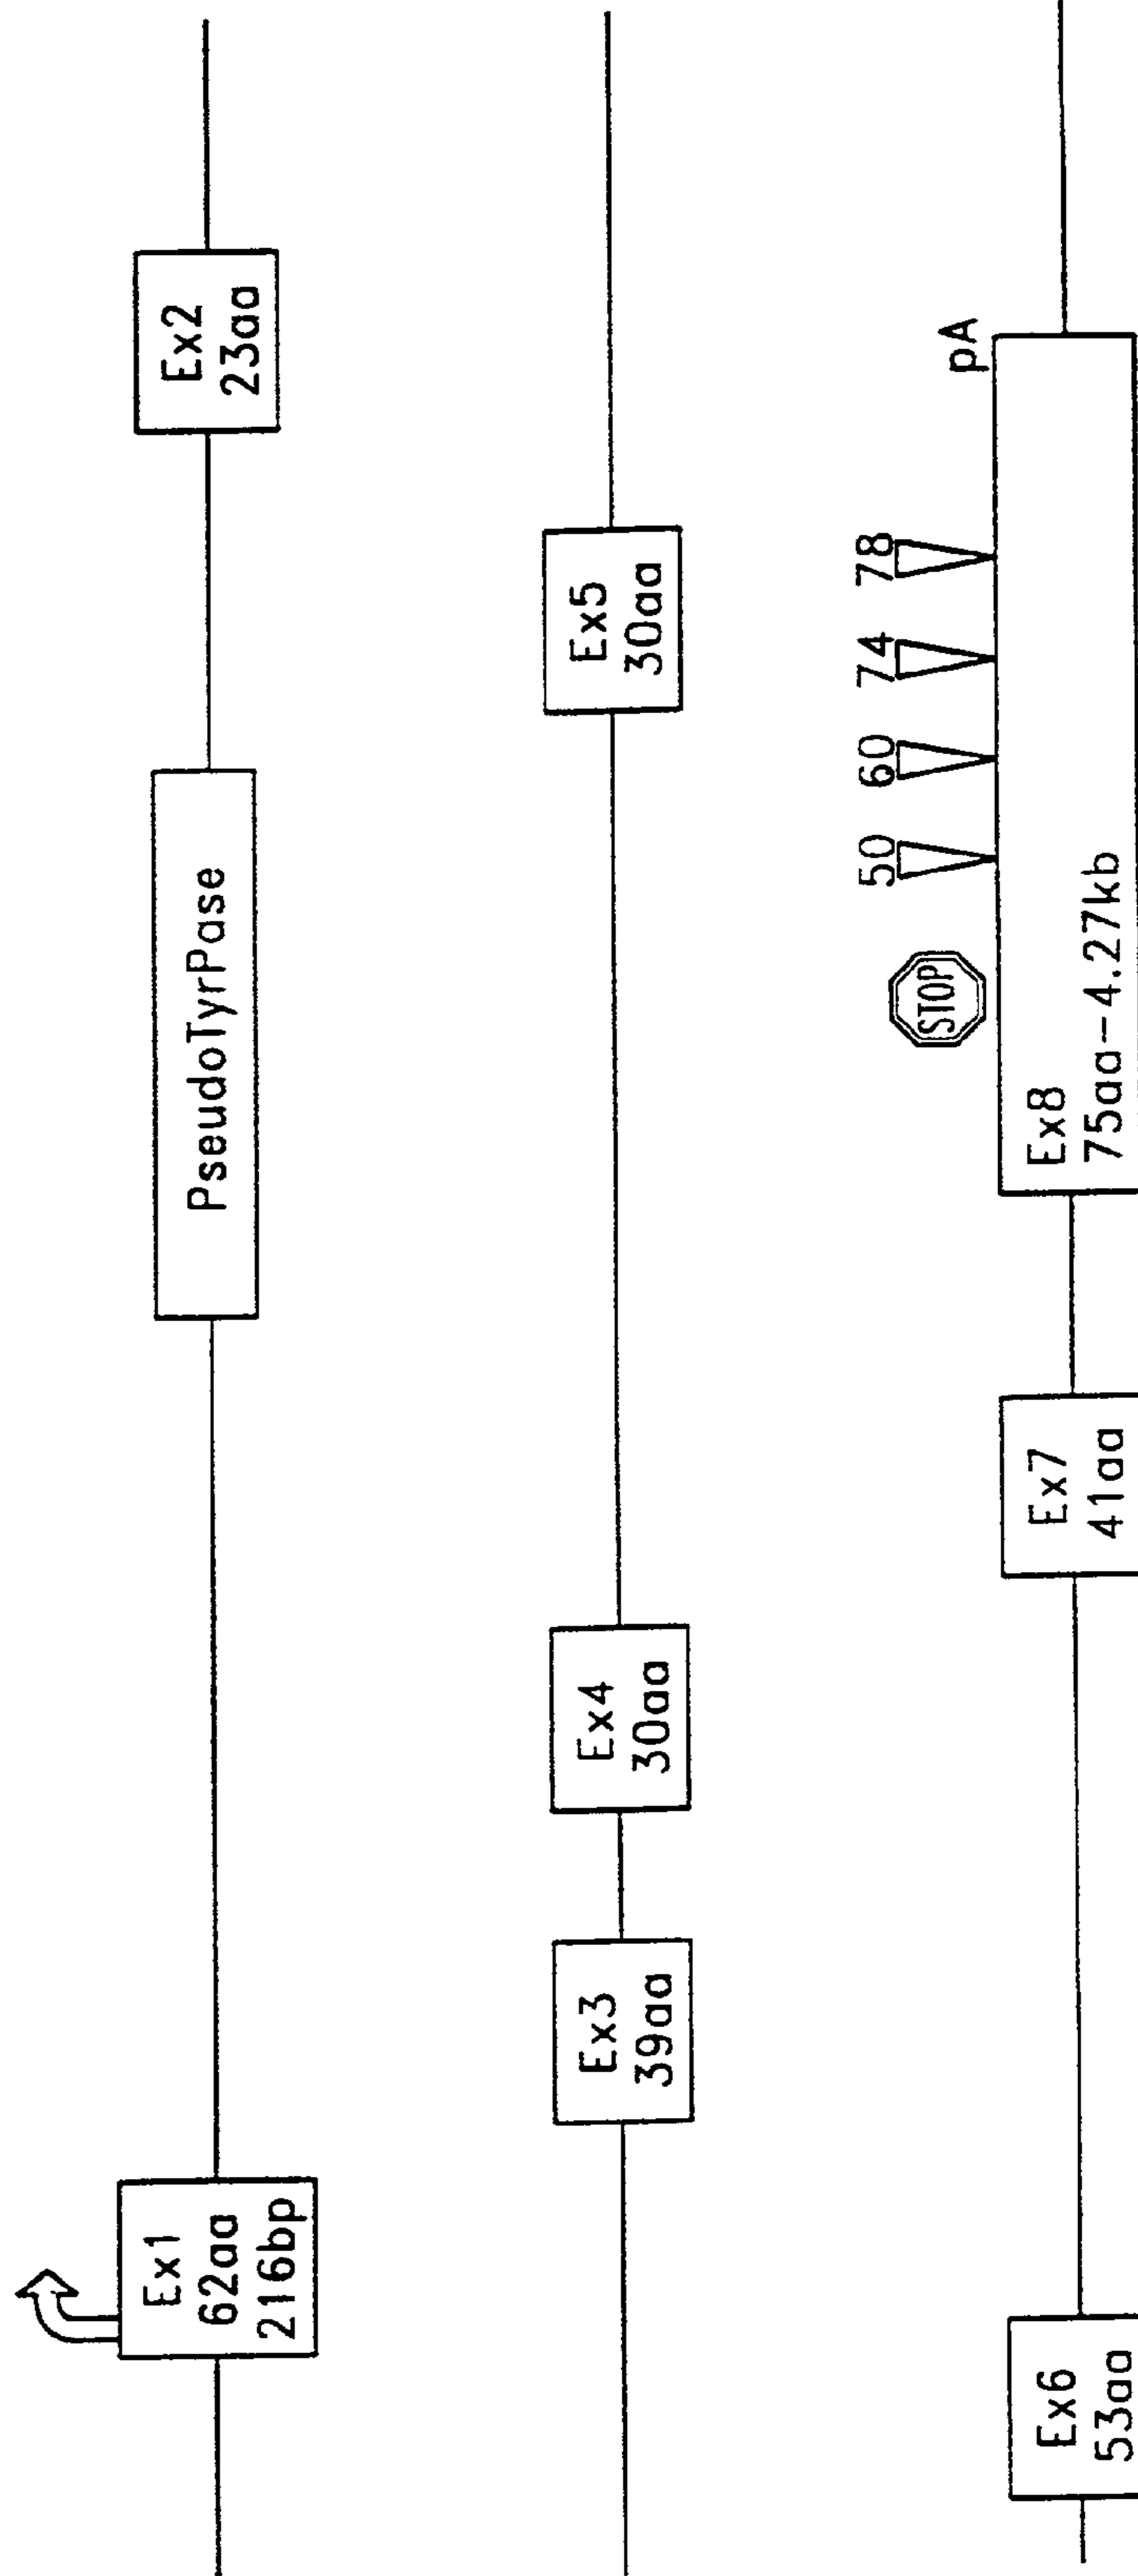 Ex1
62aa
216bp
PseudoTyrPase
Ex2
23aa
Ex3
39aa
Ex4
30aa
Ex5
30aa
Ex6
53aa
Ex7
41aa
Ex8
75aa-4.27kb
STOP
50
60
74
78
pA